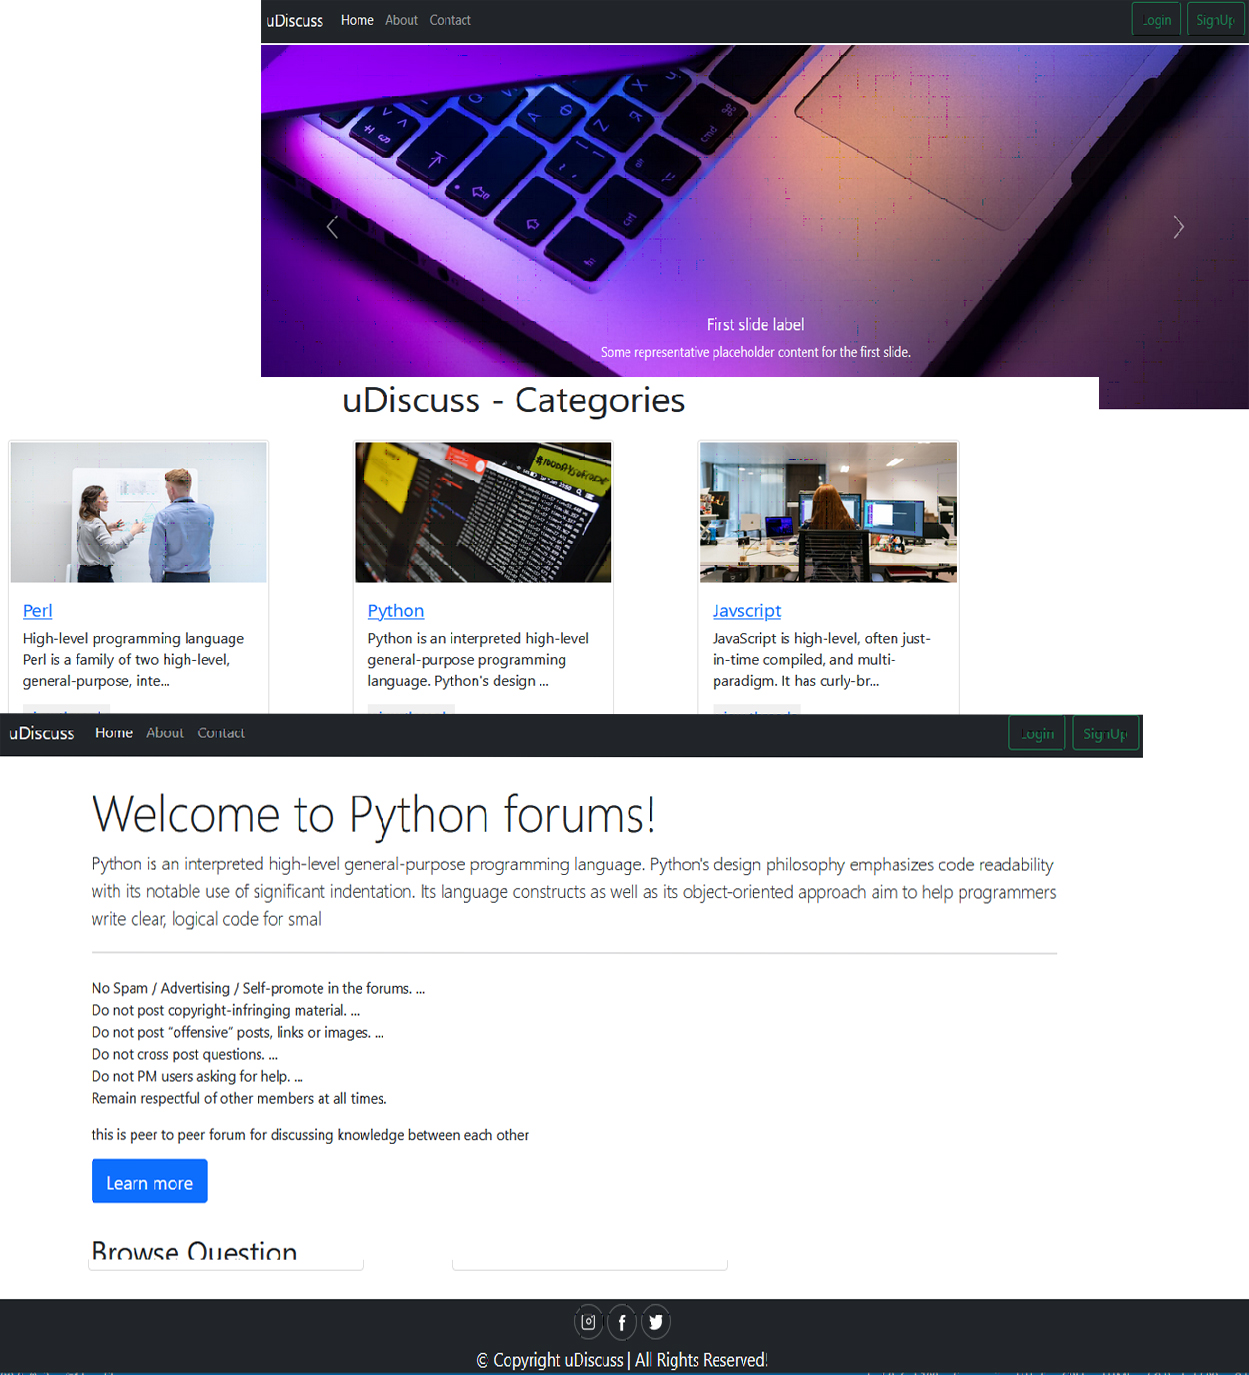 uDiscuss Home About Contact Login SignUp
First slide label
Some representative placeholder content for the first slide.
uDiscuss - Categories
Perl
High-level programming language
Perl is a family of two high-level,
general-purpose, inte...
Python
Python is an interpreted high-level
general-purpose programming
language. Python's design ...
Javscript
JavaScript is high-level, often just-
in-time compiled, and multi-
paradigm. It has curly-br...
uDiscuss Home About Contact Login SignUp
Welcome to Python forums!
Python is an interpreted high-level general-purpose programming language. Python's design philosophy emphasizes code readability
with its notable use of significant indentation. Its language constructs as well as its object-oriented approach aim to help programmers
write clear, logical code for smal
No Spam / Advertising / Self-promote in the forums. ...
Do not post copyright-infringing material. ...
Do not post “offensive” posts, links or images. ...
Do not cross post questions. ...
Do not PM users asking for help. ...
Remain respectful of other members at all times.
this is peer to peer forum for discussing knowledge between each other
Learn more
Browse Question
© Copyright uDiscuss | All Rights Reserved!